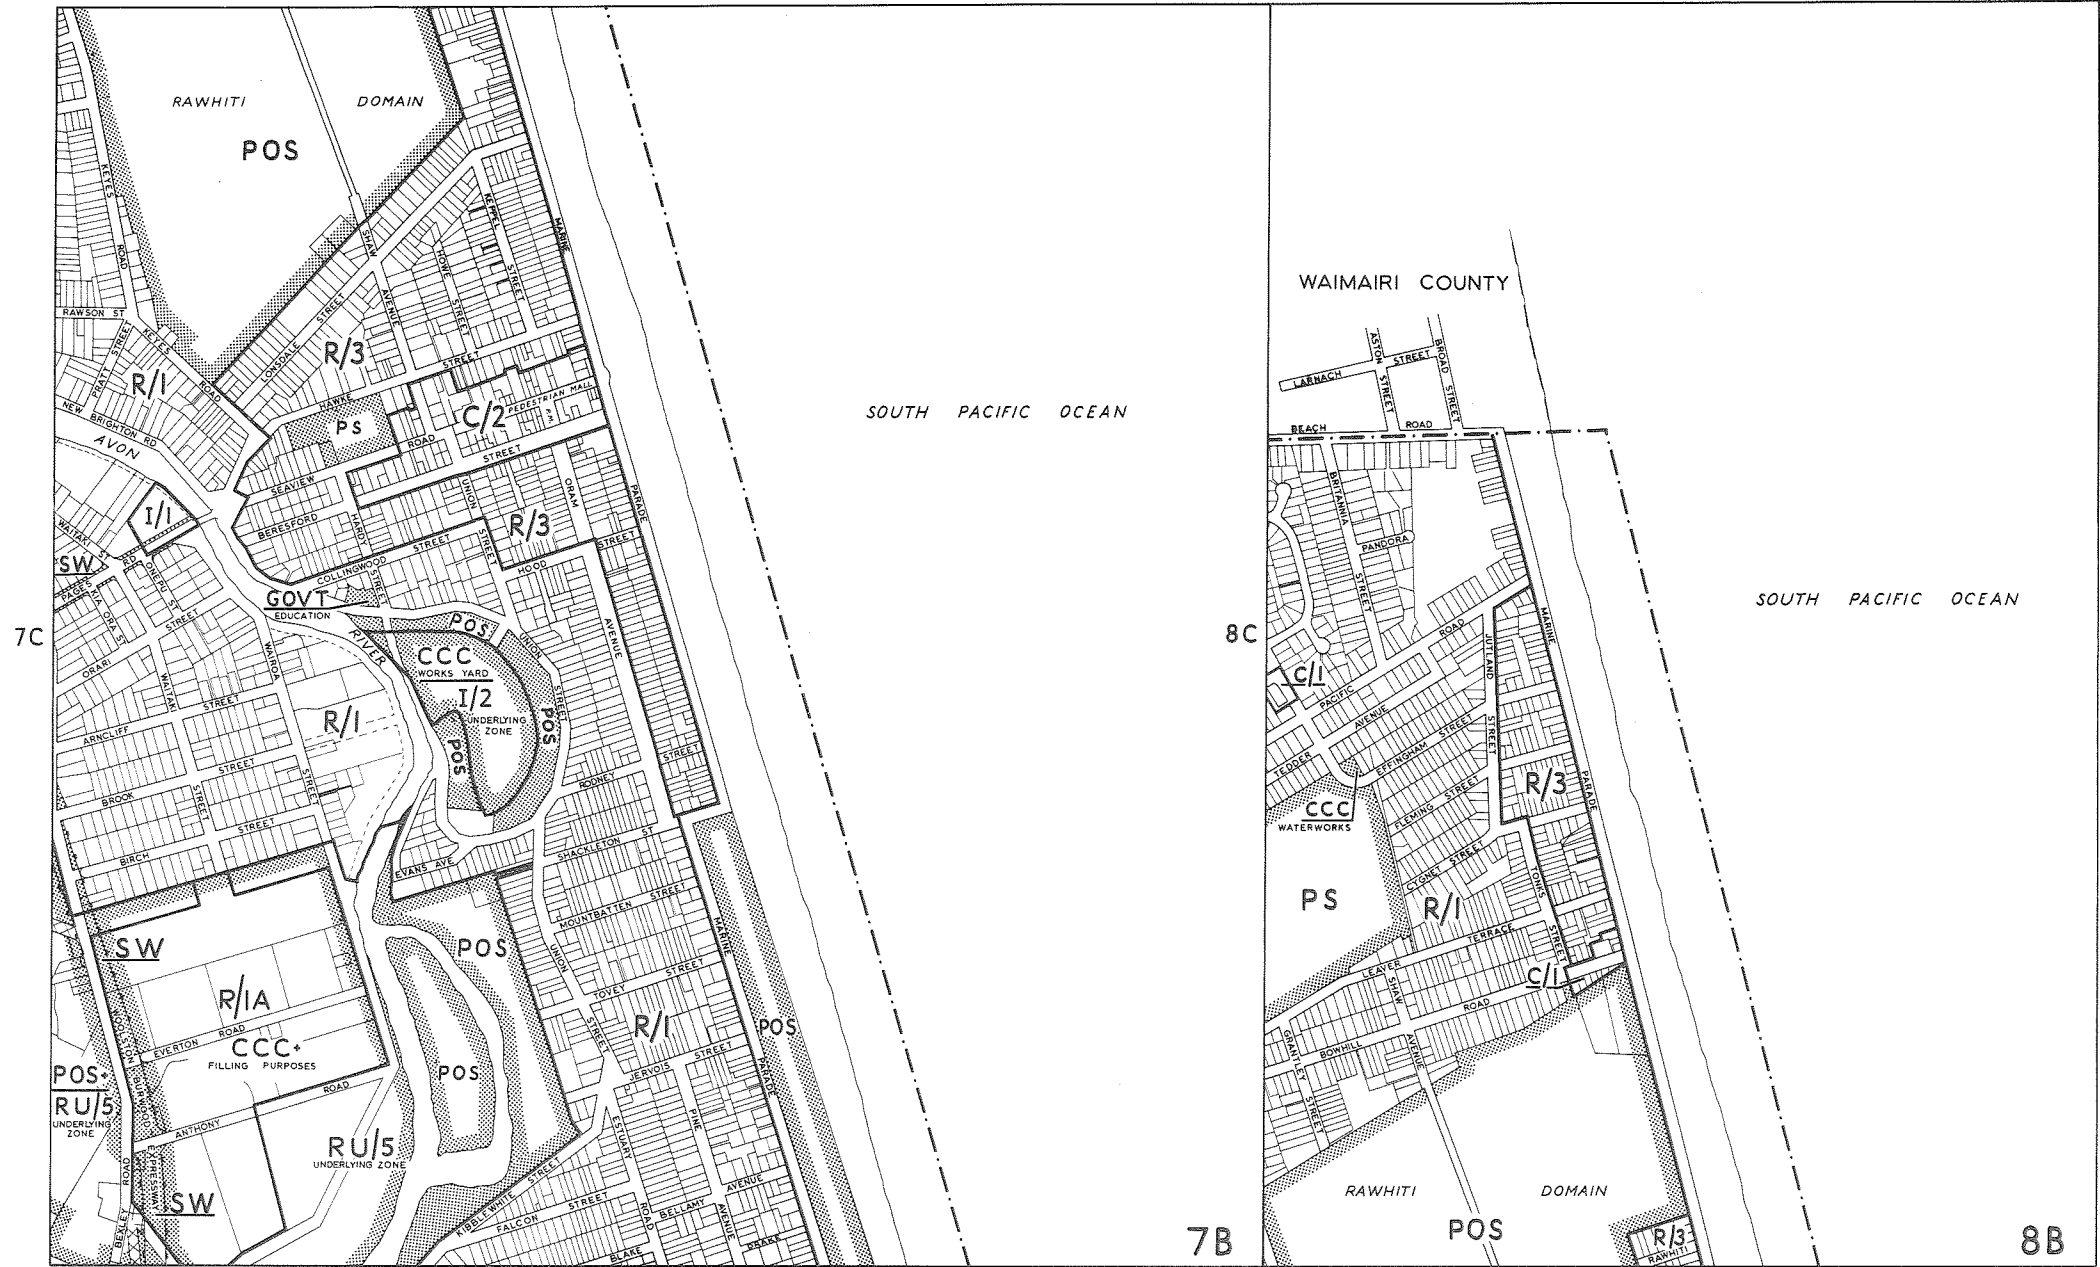 RAWHITI DOMAIN
POS
KEYES
ROAD
MARINE
KEPPEL
STREET
SHAW
AVENUE
HOWE
STREET
RAWSON ST
PRATT STREET
KEYES
ROAD
LONSDALE STREET
R/3
R/1
HAWKE STREET
NEW BRIGHTON RD
AVON
PS
C/2
PEDESTRIAN MALL
P.M.
SEAVIEW ROAD
BERESFORD STREET
HARDY
STREET
UNION
STREET
ORAM
AVENUE
PARADE
R/3
I/1
WAITAKI ST
SW
PAGES RD
KIA ORA ST
ONEPU ST
COLLINGWOOD STREET
HOOD STREET
GOVT
EDUCATION
7C
RIVER
POS
UNION
STREET
CCC
WORKS YARD
I/2
UNDERLYING
ZONE
POS
POS
ORARI STREET
WAITAKI
STREET
WAIROA
STREET
R/1
ARNCLIFF STREET
BROOK STREET
BIRCH STREET
RODNEY STREET
EVANS AVE
SHACKLETON ST
MOUNTBATTEN STREET
MARINE
PARADE
SW
POS
UNION
STREET
TOVEY STREET
R/1A
EVERTON ROAD
CCC+
FILLING PURPOSES
WOOLSTON BURWOOD EXPRESSWAY
POS+
RU/5
UNDERLYING
ZONE
POS
R/1
POS
JERVOIS STREET
ANTHONY ROAD
RU/5
UNDERLYING ZONE
ESTUARY
ROAD
PINE
AVENUE
BEXLEY
ROAD
SW
KIBBLEWHITE STREET
FALCON STREET
BELLAMY AVENUE
BLAKE
DRAKE
SOUTH PACIFIC OCEAN
7B
WAIMAIRI COUNTY
ASTON
STREET
BROAD
STREET
LARNACH STREET
BEACH ROAD
BRITANNIA
STREET
PANDORA
SOUTH PACIFIC OCEAN
8C
MARINE
PARADE
JUTLAND
STREET
C/1
PACIFIC ROAD
TEDDER AVENUE
EFFINGHAM STREET
R/3
CCC
WATERWORKS
FLEMING STREET
CYGNET STREET
TONKS
STREET
PS
R/1
LEAVER TERRACE
C/1
SHAW
AVENUE
BOWHILL ROAD
GRANTLEY
STREET
RAWHITI DOMAIN
POS
R/3
RAWHITI
8B